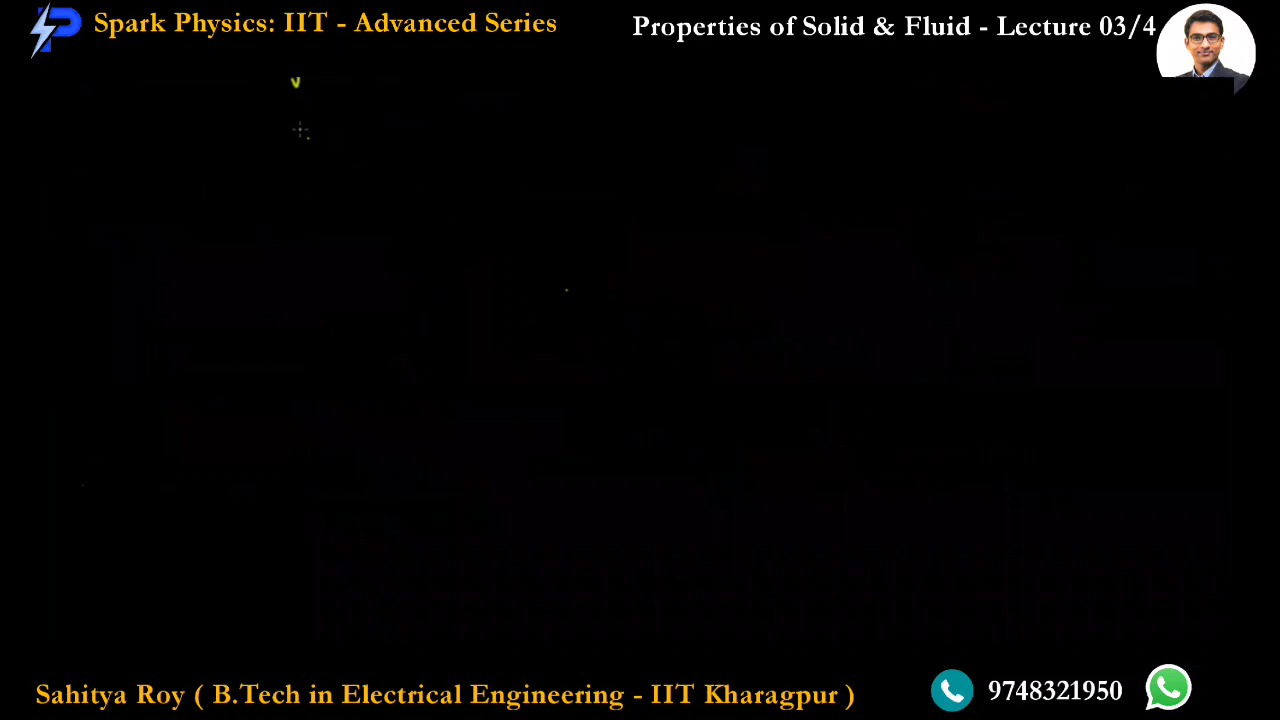 Spark Physics: IIT - Advanced Series
Properties of Solid & Fluid - Lecture 03/4
v
Sahitya Roy ( B.Tech in Electrical Engineering - IIT Kharagpur )
9748321950